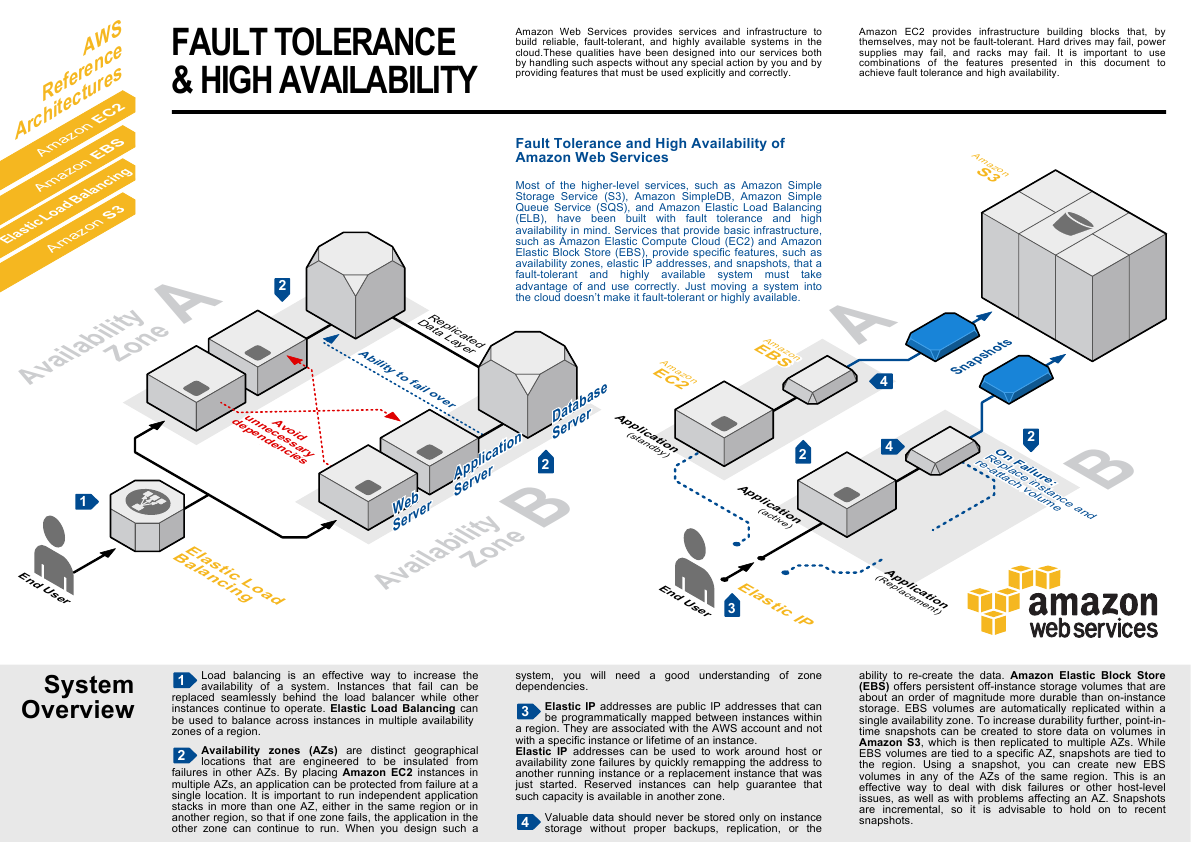 AWS
Reference
Architectures
Amazon EC2
Amazon EBS
Elastic Load Balancing
Amazon S3
FAULT TOLERANCE
& HIGH AVAILABILITY
Amazon Web Services provides services and infrastructure to
build reliable, fault-tolerant, and highly available systems in the
cloud.These qualities have been designed into our services both
by handling such aspects without any special action by you and by
providing features that must be used explicitly and correctly.
Amazon EC2 provides infrastructure building blocks that, by
themselves, may not be fault-tolerant. Hard drives may fail, power
supplies may fail, and racks may fail. It is important to use
combinations of the features presented in this document to
achieve fault tolerance and high availability.
Fault Tolerance and High Availability of
Amazon Web Services
Most of the higher-level services, such as Amazon Simple
Storage Service (S3), Amazon SimpleDB, Amazon Simple
Queue Service (SQS), and Amazon Elastic Load Balancing
(ELB), have been built with fault tolerance and high
availability in mind. Services that provide basic infrastructure,
such as Amazon Elastic Compute Cloud (EC2) and Amazon
Elastic Block Store (EBS), provide specific features, such as
availability zones, elastic IP addresses, and snapshots, that a
fault-tolerant and highly available system must take
advantage of and use correctly. Just moving a system into
the cloud doesn't make it fault-tolerant or highly available.
Availability
Zone
A
2
Replicated
Data Layer
Ability to fail over
Avoid
unnecessary
dependencies
Database
Server
Application
Server
Web
Server
2
Availability
Zone
B
1
Elastic Load
Balancing
End User
Amazon
S3
A
Amazon
EBS
Amazon
EC2
Snapshots
4
Application
(standby)
2
4
2
On Failure:
Replace instance and
re-attach volume
B
Application
(active)
Application
(Replacement)
End User
3
Elastic IP
amazon
web services
System
Overview
1 Load balancing is an effective way to increase the
availability of a system. Instances that fail can be
replaced seamlessly behind the load balancer while other
instances continue to operate. Elastic Load Balancing can
be used to balance across instances in multiple availability
zones of a region.
2 Availability zones (AZs) are distinct geographical
locations that are engineered to be insulated from
failures in other AZs. By placing Amazon EC2 instances in
multiple AZs, an application can be protected from failure at a
single location. It is important to run independent application
stacks in more than one AZ, either in the same region or in
another region, so that if one zone fails, the application in the
other zone can continue to run. When you design such a
system, you will need a good understanding of zone
dependencies.
3 Elastic IP addresses are public IP addresses that can
be programmatically mapped between instances within
a region. They are associated with the AWS account and not
with a specific instance or lifetime of an instance.
Elastic IP addresses can be used to work around host or
availability zone failures by quickly remapping the address to
another running instance or a replacement instance that was
just started. Reserved instances can help guarantee that
such capacity is available in another zone.
4 Valuable data should never be stored only on instance
storage without proper backups, replication, or the
ability to re-create the data. Amazon Elastic Block Store
(EBS) offers persistent off-instance storage volumes that are
about an order of magnitude more durable than on-instance
storage. EBS volumes are automatically replicated within a
single availability zone. To increase durability further, point-in-
time snapshots can be created to store data on volumes in
Amazon S3, which is then replicated to multiple AZs. While
EBS volumes are tied to a specific AZ, snapshots are tied to
the region. Using a snapshot, you can create new EBS
volumes in any of the AZs of the same region. This is an
effective way to deal with disk failures or other host-level
issues, as well as with problems affecting an AZ. Snapshots
are incremental, so it is advisable to hold on to recent
snapshots.